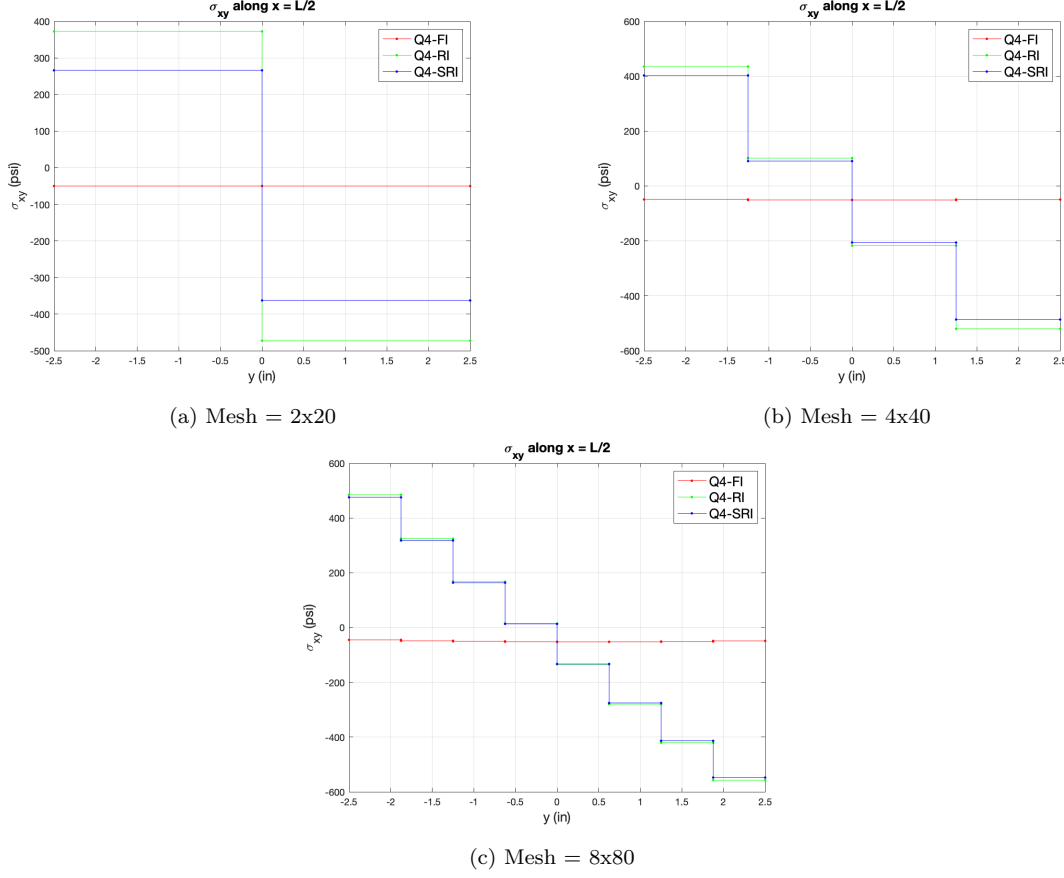 σxy along x = L/2
σxy (psi)
400
300
200
100
0
-100
-200
-300
-400
-500
Q4-FI
Q4-RI
Q4-SRI
-2.5 -2 -1.5 -1 -0.5 0 0.5 1 1.5 2 2.5
y (in)
(a) Mesh = 2x20
σxy along x = L/2
σxy (psi)
600
400
200
0
-200
-400
-600
Q4-FI
Q4-RI
Q4-SRI
-2.5 -2 -1.5 -1 -0.5 0 0.5 1 1.5 2 2.5
y (in)
(b) Mesh = 4x40
σxy along x = L/2
σxy (psi)
600
400
200
0
-200
-400
-600
Q4-FI
Q4-RI
Q4-SRI
-2.5 -2 -1.5 -1 -0.5 0 0.5 1 1.5 2 2.5
y (in)
(c) Mesh = 8x80